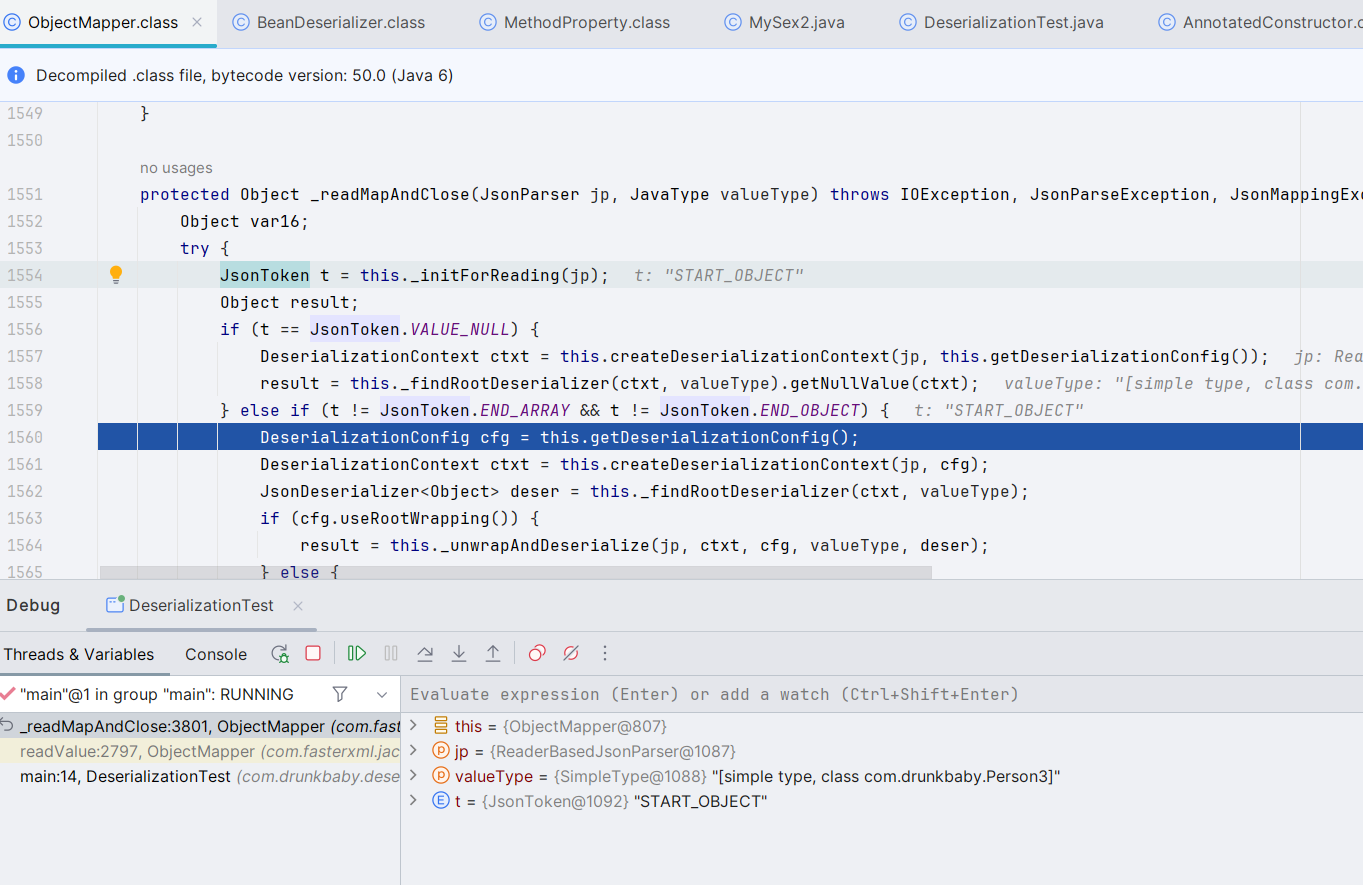 ObjectMapper.class BeanDeserializer.class MethodProperty.class MySex2.java DeserializationTest.java AnnotatedConstructor.c
Decompiled .class file, bytecode version: 50.0 (Java 6)
1549 }
1550
no usages
1551 protected Object _readMapAndClose(JsonParser jp, JavaType valueType) throws IOException, JsonParseException, JsonMappingExc
1552 Object var16;
1553 try {
1554 JsonToken t = this._initForReading(jp); t: "START_OBJECT"
1555 Object result;
1556 if (t == JsonToken.VALUE_NULL) {
1557 DeserializationContext ctxt = this.createDeserializationContext(jp, this.getDeserializationConfig()); jp: Rea
1558 result = this._findRootDeserializer(ctxt, valueType).getNullValue(ctxt); valueType: "[simple type, class com.
1559 } else if (t != JsonToken.END_ARRAY && t != JsonToken.END_OBJECT) { t: "START_OBJECT"
1560 DeserializationConfig cfg = this.getDeserializationConfig();
1561 DeserializationContext ctxt = this.createDeserializationContext(jp, cfg);
1562 JsonDeserializer<Object> deser = this._findRootDeserializer(ctxt, valueType);
1563 if (cfg.useRootWrapping()) {
1564 result = this._unwrapAndDeserialize(jp, ctxt, cfg, valueType, deser);
1565 } else {
Debug DeserializationTest
Threads & Variables Console
"main"@1 in group "main": RUNNING
Evaluate expression (Enter) or add a watch (Ctrl+Shift+Enter)
_readMapAndClose:3801, ObjectMapper (com.fast
readValue:2797, ObjectMapper (com.fasterxml.jac
main:14, DeserializationTest (com.drunkbaby.dese
this = {ObjectMapper@807}
jp = {ReaderBasedJsonParser@1087}
valueType = {SimpleType@1088} "[simple type, class com.drunkbaby.Person3]"
t = {JsonToken@1092} "START_OBJECT"